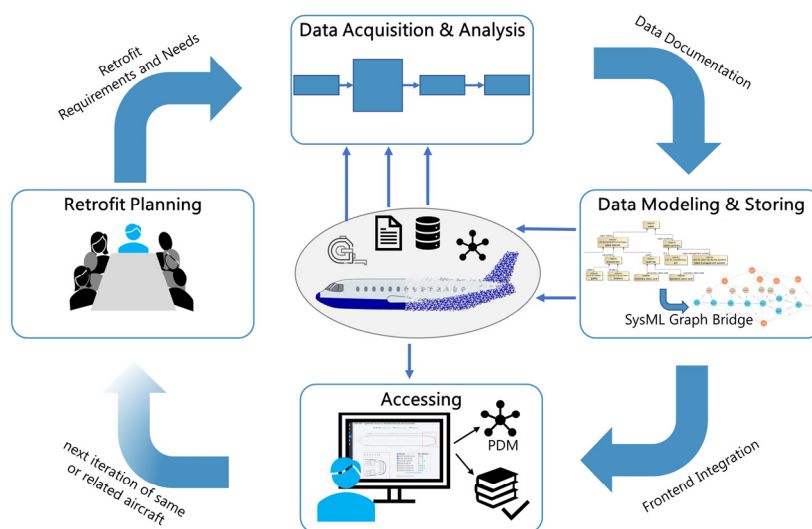 Data Acquisition & Analysis
Retrofit
Requirements and Needs
Data Documentation
Retrofit Planning
Data Modeling & Storing
SysML Graph Bridge
Accessing
PDM
next iteration of same
or related aircraft
Frontend Integration